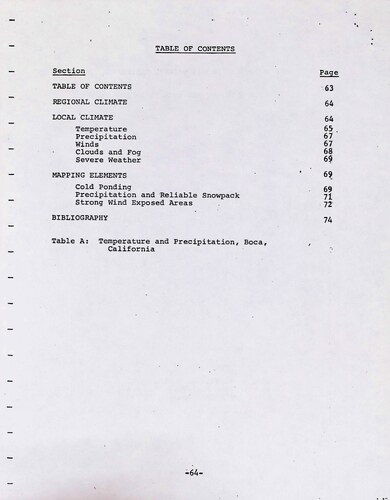 TABLE OF CONTENTS
Section Page
TABLE OF CONTENTS 63
REGIONAL CLIMATE 64
LOCAL CLIMATE 64
Temperature 65
Precipitation 67
Winds 67
Clouds and Fog 68
Severe Weather 69
MAPPING ELEMENTS 69
Cold Ponding 69
Precipitation and Reliable Snowpack 71
Strong Wind Exposed Areas 72
BIBLIOGRAPHY 74
Table A: Temperature and Precipitation, Boca,
California
-64-